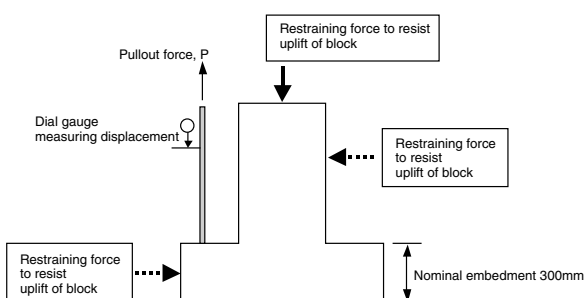 Restraining force to resist
uplift of block
Pullout force, P
Dial gauge
measuring displacement
Restraining force
to resist
uplift of block
Restraining force
to resist
uplift of block
Nominal embedment 300mm